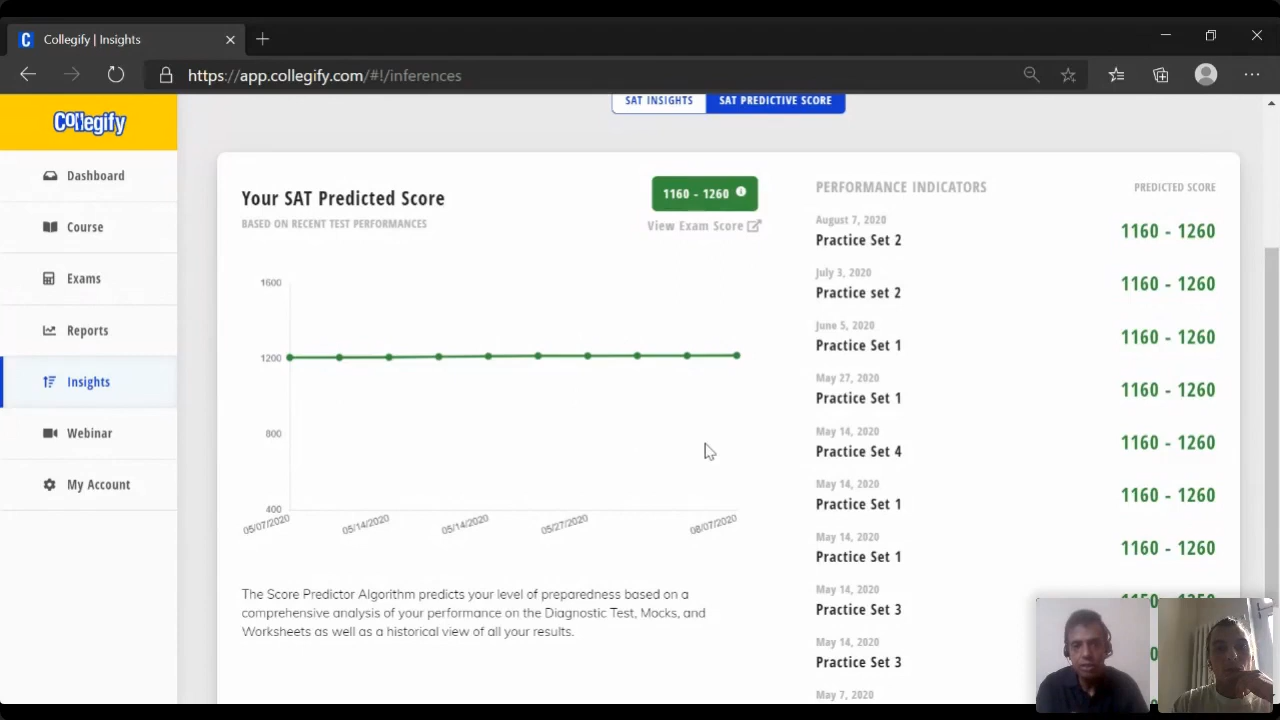 Collegify | Insights
https://app.collegify.com/#!/inferences
Collegify
Dashboard
Course
Exams
Reports
Insights
Webinar
My Account
SAT INSIGHTS
SAT PREDICTIVE SCORE
Your SAT Predicted Score
BASED ON RECENT TEST PERFORMANCES
1160 - 1260
View Exam Score
1600
1200
800
400
05/07/2020
05/14/2020
05/14/2020
05/27/2020
08/07/2020
The Score Predictor Algorithm predicts your level of preparedness based on a
comprehensive analysis of your performance on the Diagnostic Test, Mocks, and
Worksheets as well as a historical view of all your results.
PERFORMANCE INDICATORS
PREDICTED SCORE
August 7, 2020
Practice Set 2
1160 - 1260
July 3, 2020
Practice set 2
1160 - 1260
June 5, 2020
Practice Set 1
1160 - 1260
May 27, 2020
Practice Set 1
1160 - 1260
May 14, 2020
Practice Set 4
1160 - 1260
May 14, 2020
Practice Set 1
1160 - 1260
May 14, 2020
Practice Set 1
1160 - 1260
May 14, 2020
Practice Set 3
May 14, 2020
Practice Set 3
May 7, 2020